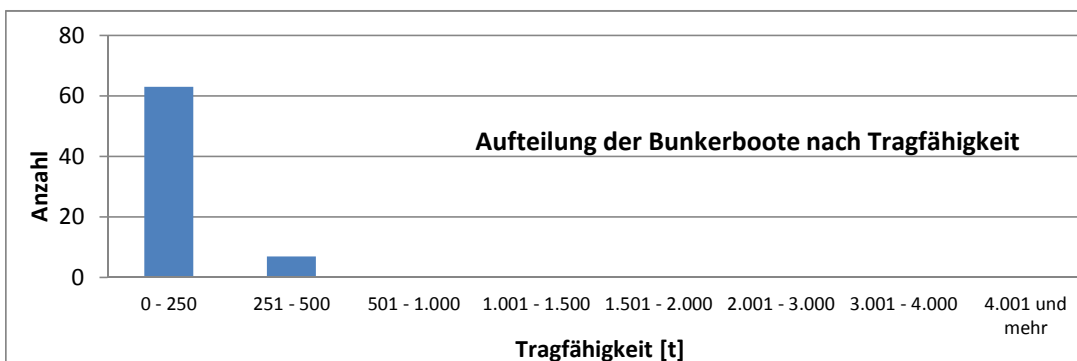 80
60
40
20
0
Anzahl
Aufteilung der Bunkerboote nach Tragfähigkeit
0 - 250
251 - 500
501 - 1.000
1.001 - 1.500
1.501 - 2.000
2.001 - 3.000
3.001 - 4.000
4.001 und
mehr
Tragfähigkeit [t]